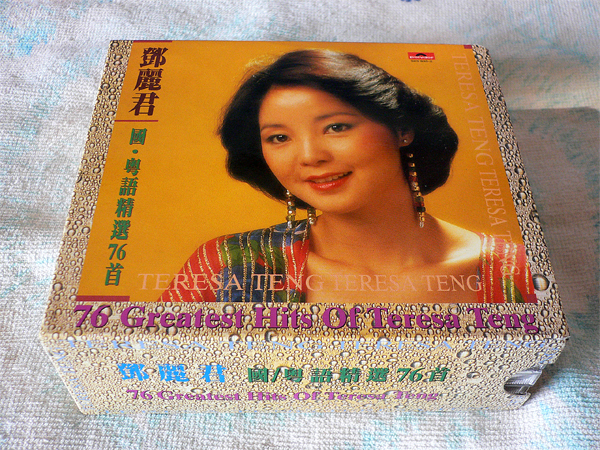 鄧麗君
國·粵語精選76首
TERESA TENG TERESA TENG
TERESA TENG TERESA TENG
76 Greatest Hits Of Teresa Teng
鄧麗君 國/粵語精選76首
76 Greatest Hits Of Teresa Teng